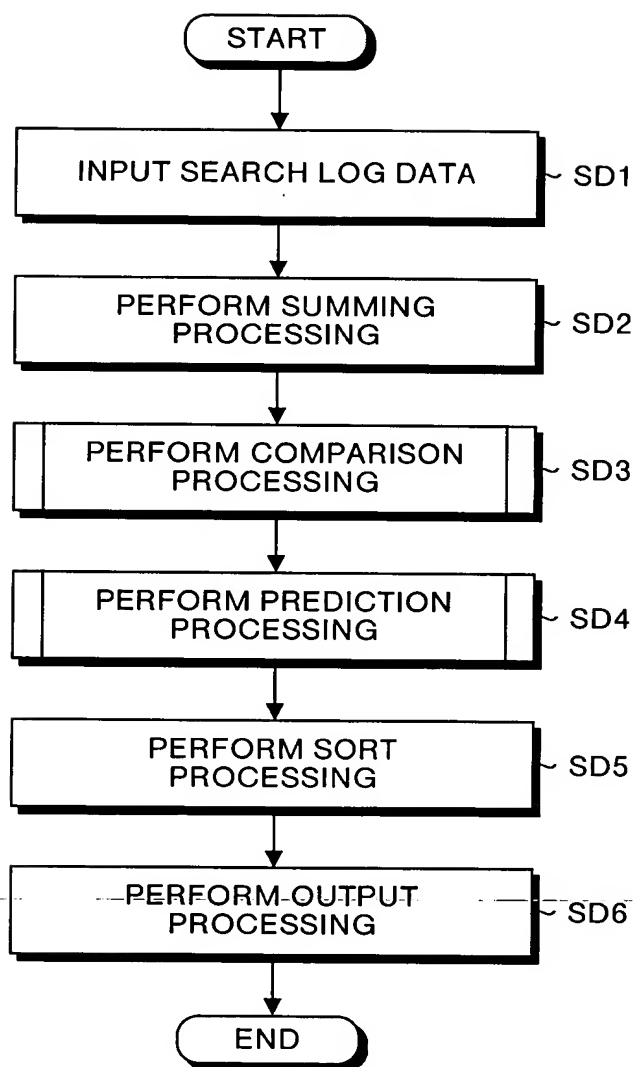 START
INPUT SEARCH LOG DATA
SD1
PERFORM SUMMING
PROCESSING
SD2
PERFORM COMPARISON
PROCESSING
SD3
PERFORM PREDICTION
PROCESSING
SD4
PERFORM SORT
PROCESSING
SD5
PERFORM OUTPUT
PROCESSING
SD6
END